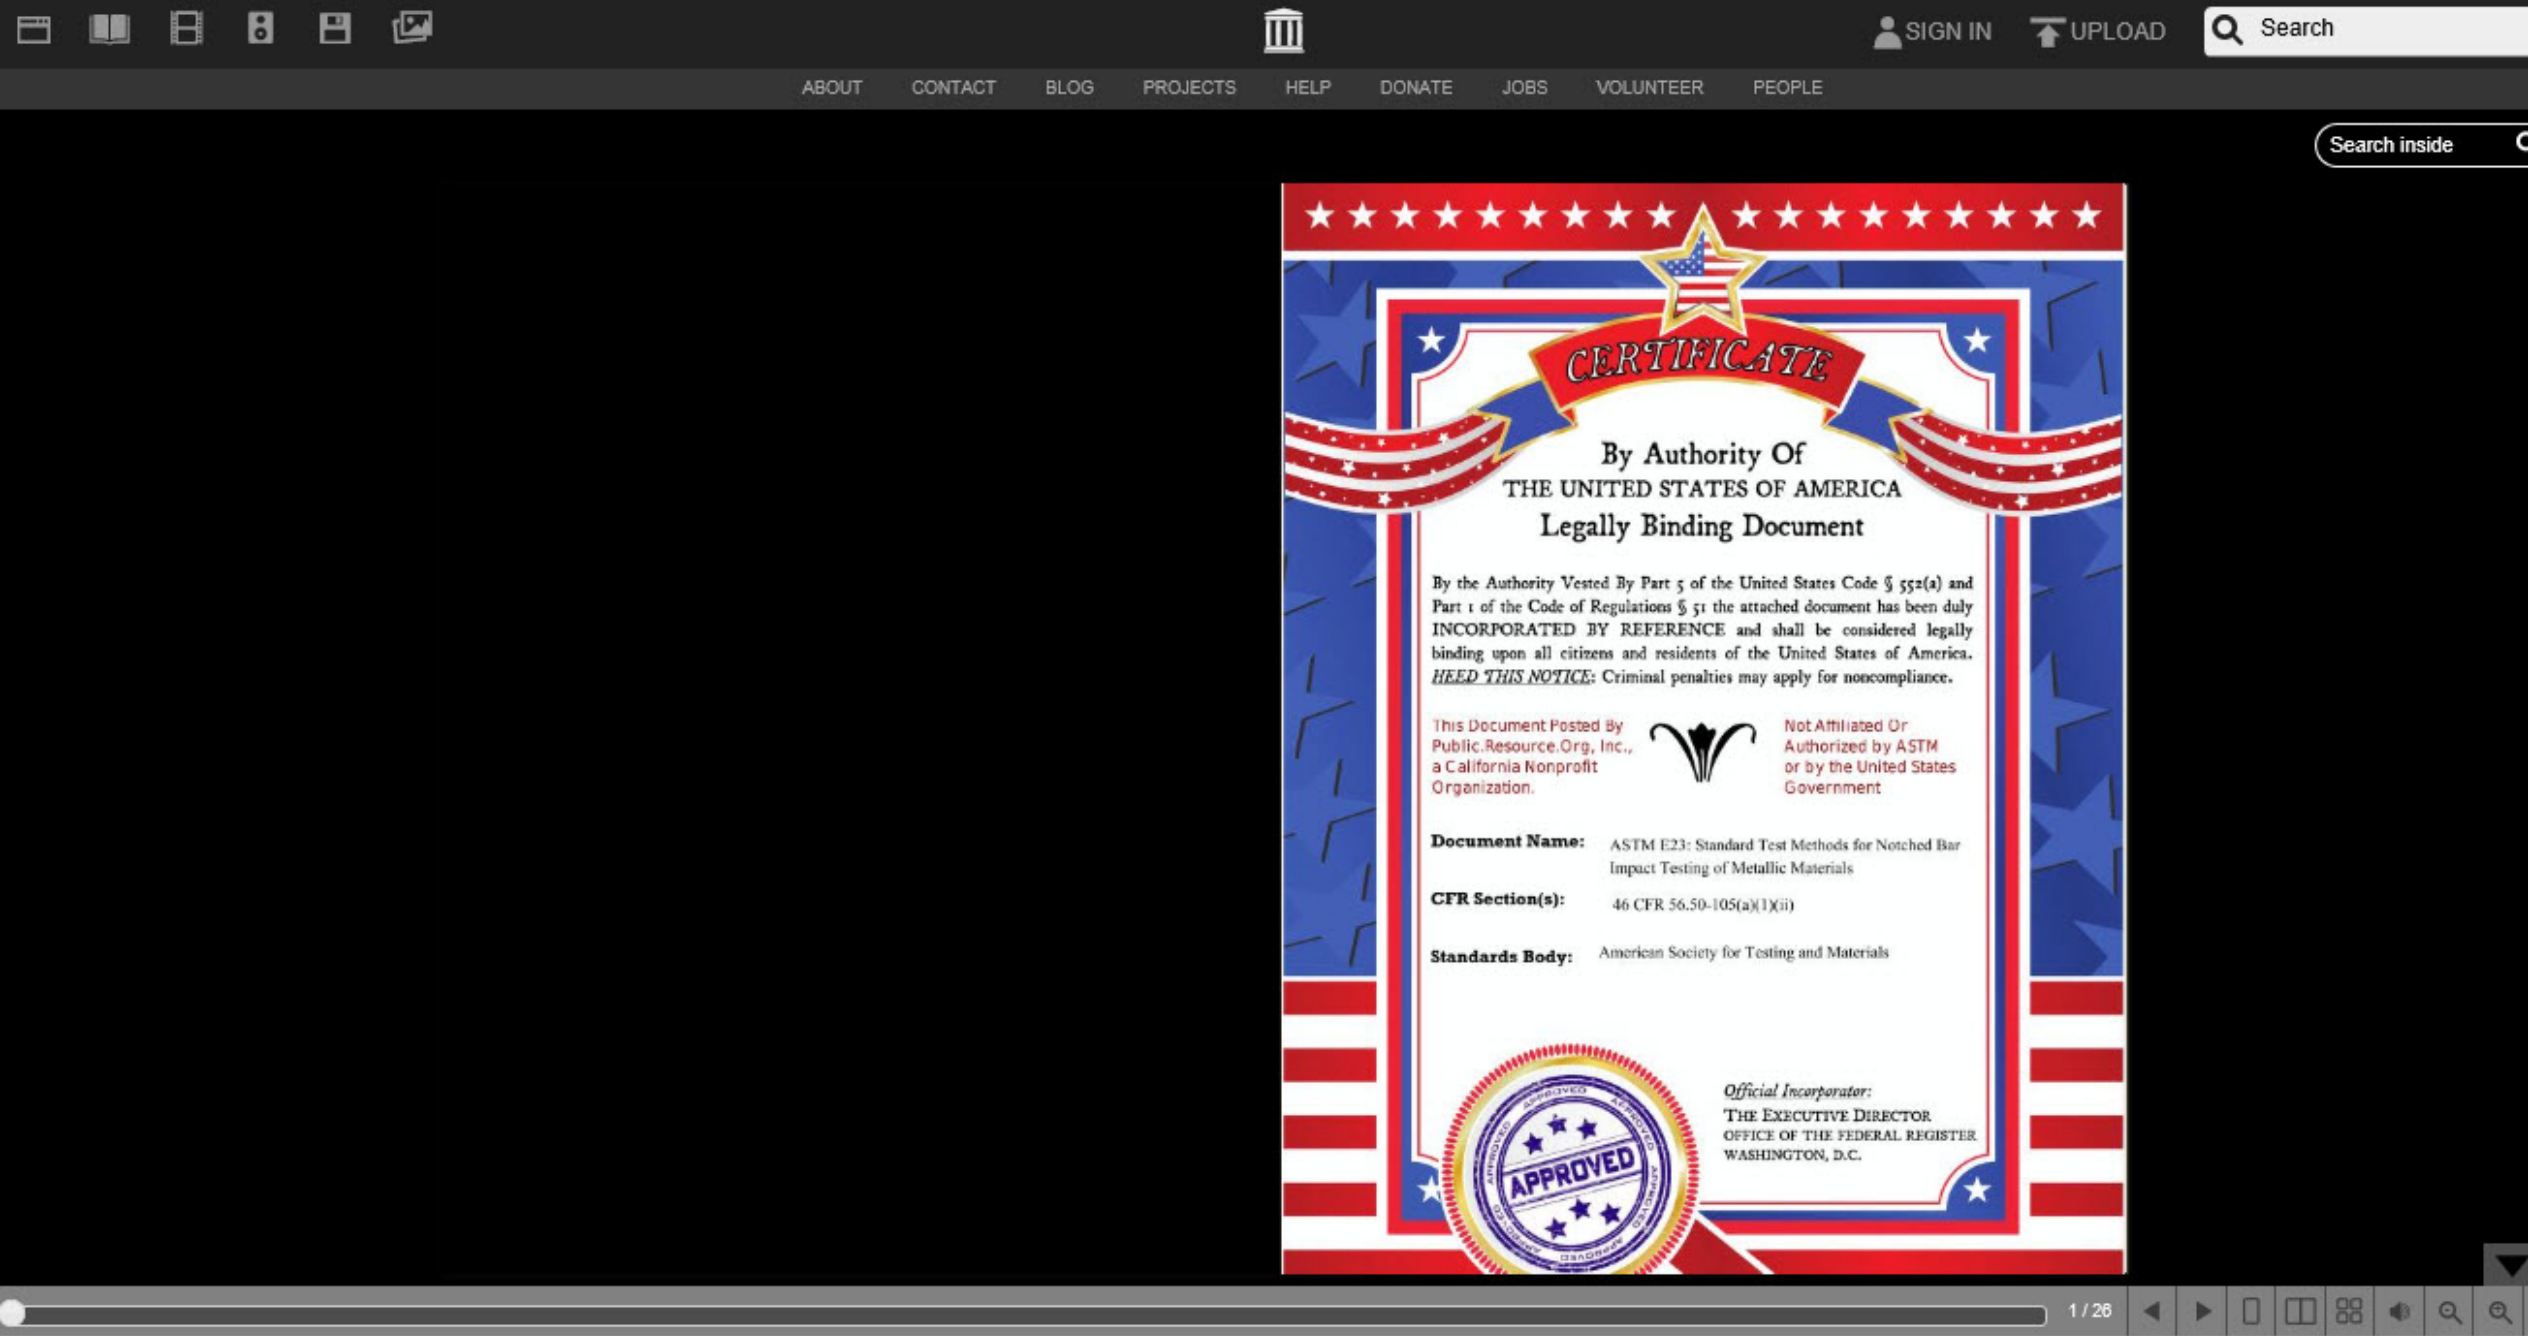 SIGN IN
UPLOAD
Search
ABOUT
CONTACT
BLOG
PROJECTS
HELP
DONATE
JOBS
VOLUNTEER
PEOPLE
Search inside
CERTIFICATE
By Authority Of
THE UNITED STATES OF AMERICA
Legally Binding Document
By the Authority Vested By Part 5 of the United States Code § 552(a) and
Part 1 of the Code of Regulations § 51 the attached document has been duly
INCORPORATED BY REFERENCE and shall be considered legally
binding upon all citizens and residents of the United States of America.
HEED THIS NOTICE: Criminal penalties may apply for noncompliance.
This Document Posted By
Public.Resource.Org, Inc.,
a California Nonprofit
Organization.
Not Affiliated Or
Authorized by ASTM
or by the United States
Government
Document Name:
ASTM E23: Standard Test Methods for Notched Bar
Impact Testing of Metallic Materials
CFR Section(s):
46 CFR 56.50-105(a)(1)(ii)
Standards Body:
American Society for Testing and Materials
Official Incorporator:
THE EXECUTIVE DIRECTOR
OFFICE OF THE FEDERAL REGISTER
WASHINGTON, D.C.
APPROVED
APPROVED
APPROVED
APPROVED
APPROVED
APPROVED
APPROVED
APPROVED
APPROVED
1 / 26